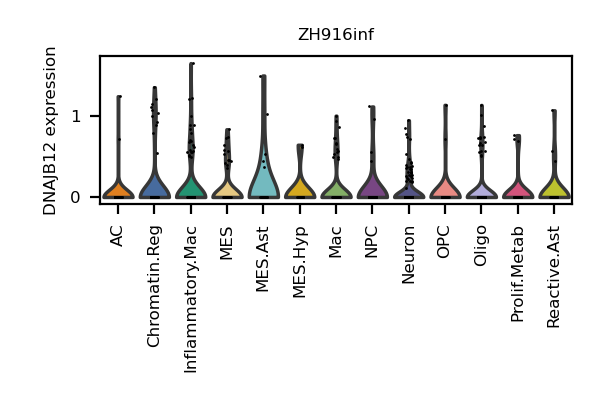 ZH916inf
DNAJB12 expression
1
0
AC
Chromatin.Reg
Inflammatory.Mac
MES
MES.Ast
MES.Hyp
Mac
NPC
Neuron
OPC
Oligo
Prolif.Metab
Reactive.Ast